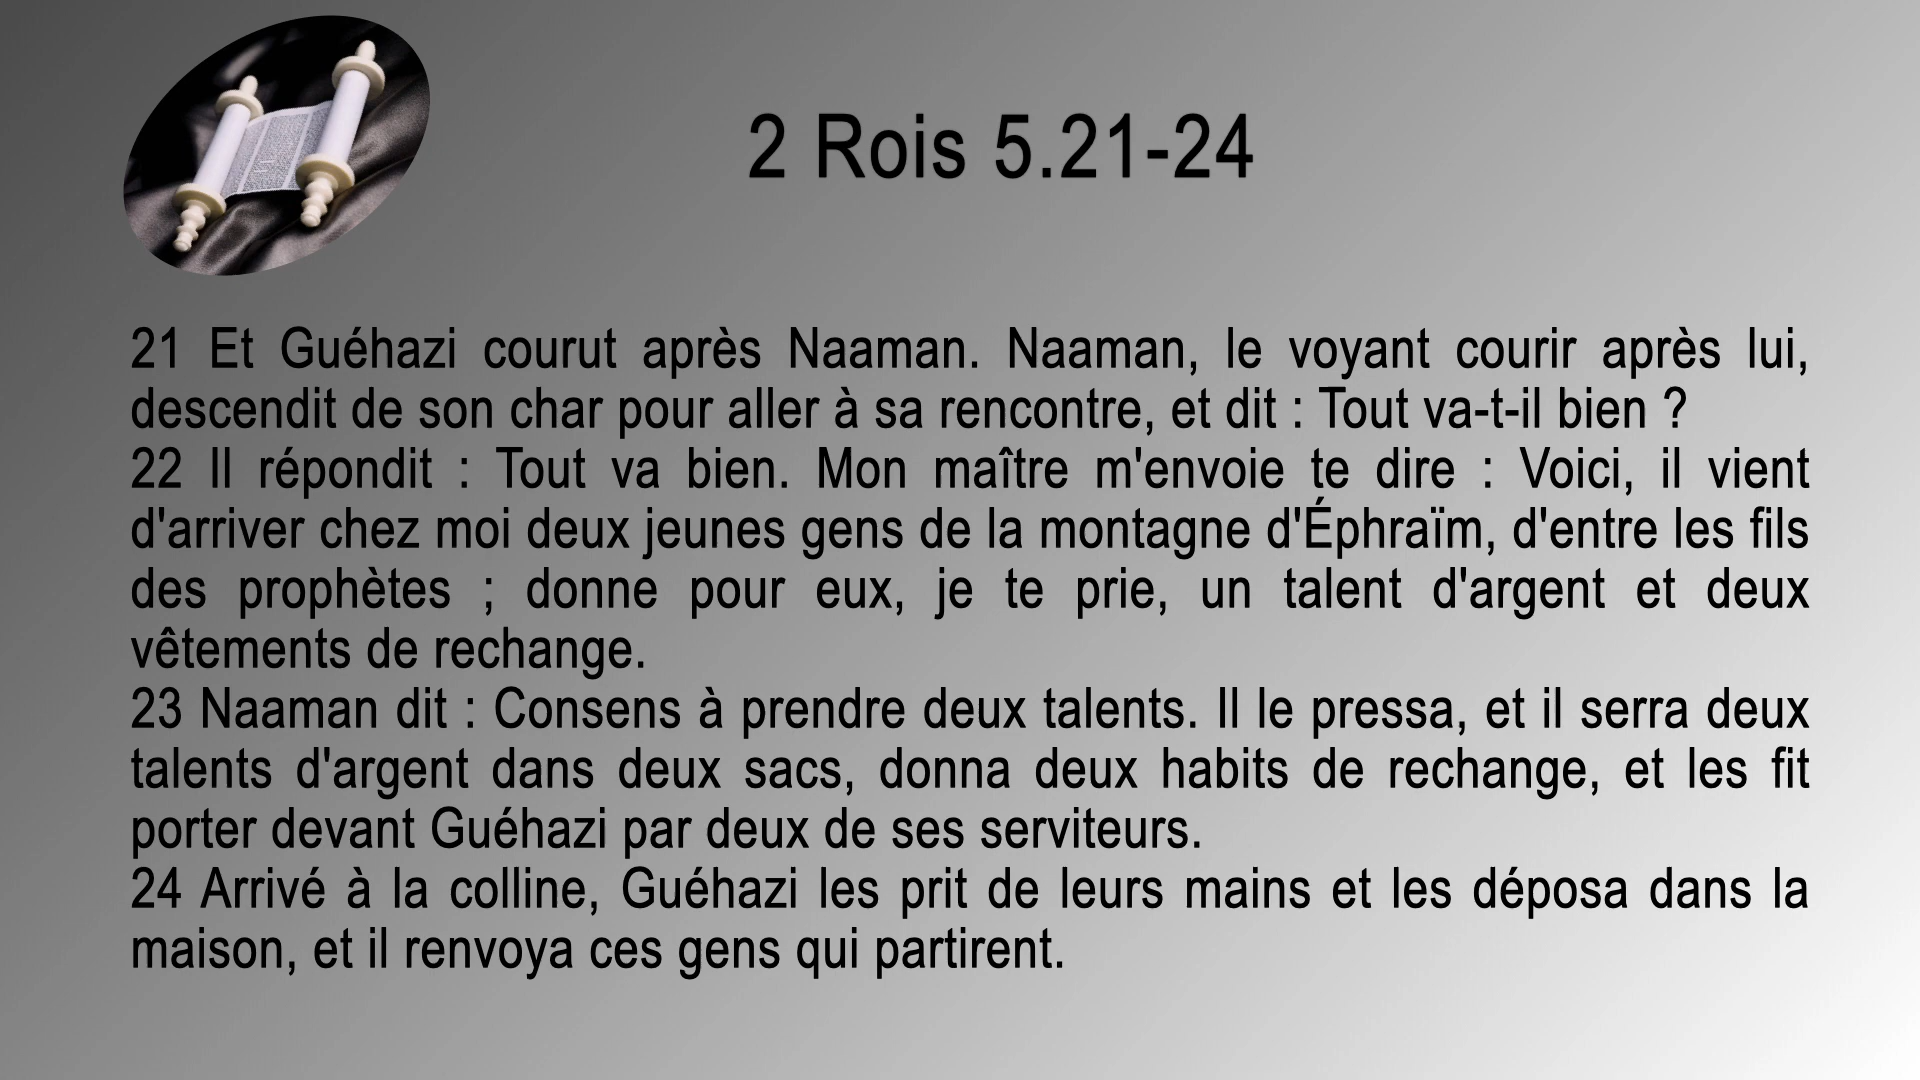 2 Rois 5.21-24
21 Et Guéhazi courut après Naaman. Naaman, le voyant courir après lui,
descendit de son char pour aller à sa rencontre, et dit : Tout va-t-il bien ?
22 Il répondit : Tout va bien. Mon maître m'envoie te dire : Voici, il vient
d'arriver chez moi deux jeunes gens de la montagne d'Éphraïm, d'entre les fils
des prophètes ; donne pour eux, je te prie, un talent d'argent et deux
vêtements de rechange.
23 Naaman dit : Consens à prendre deux talents. Il le pressa, et il serra deux
talents d'argent dans deux sacs, donna deux habits de rechange, et les fit
porter devant Guéhazi par deux de ses serviteurs.
24 Arrivé à la colline, Guéhazi les prit de leurs mains et les déposa dans la
maison, et il renvoya ces gens qui partirent.